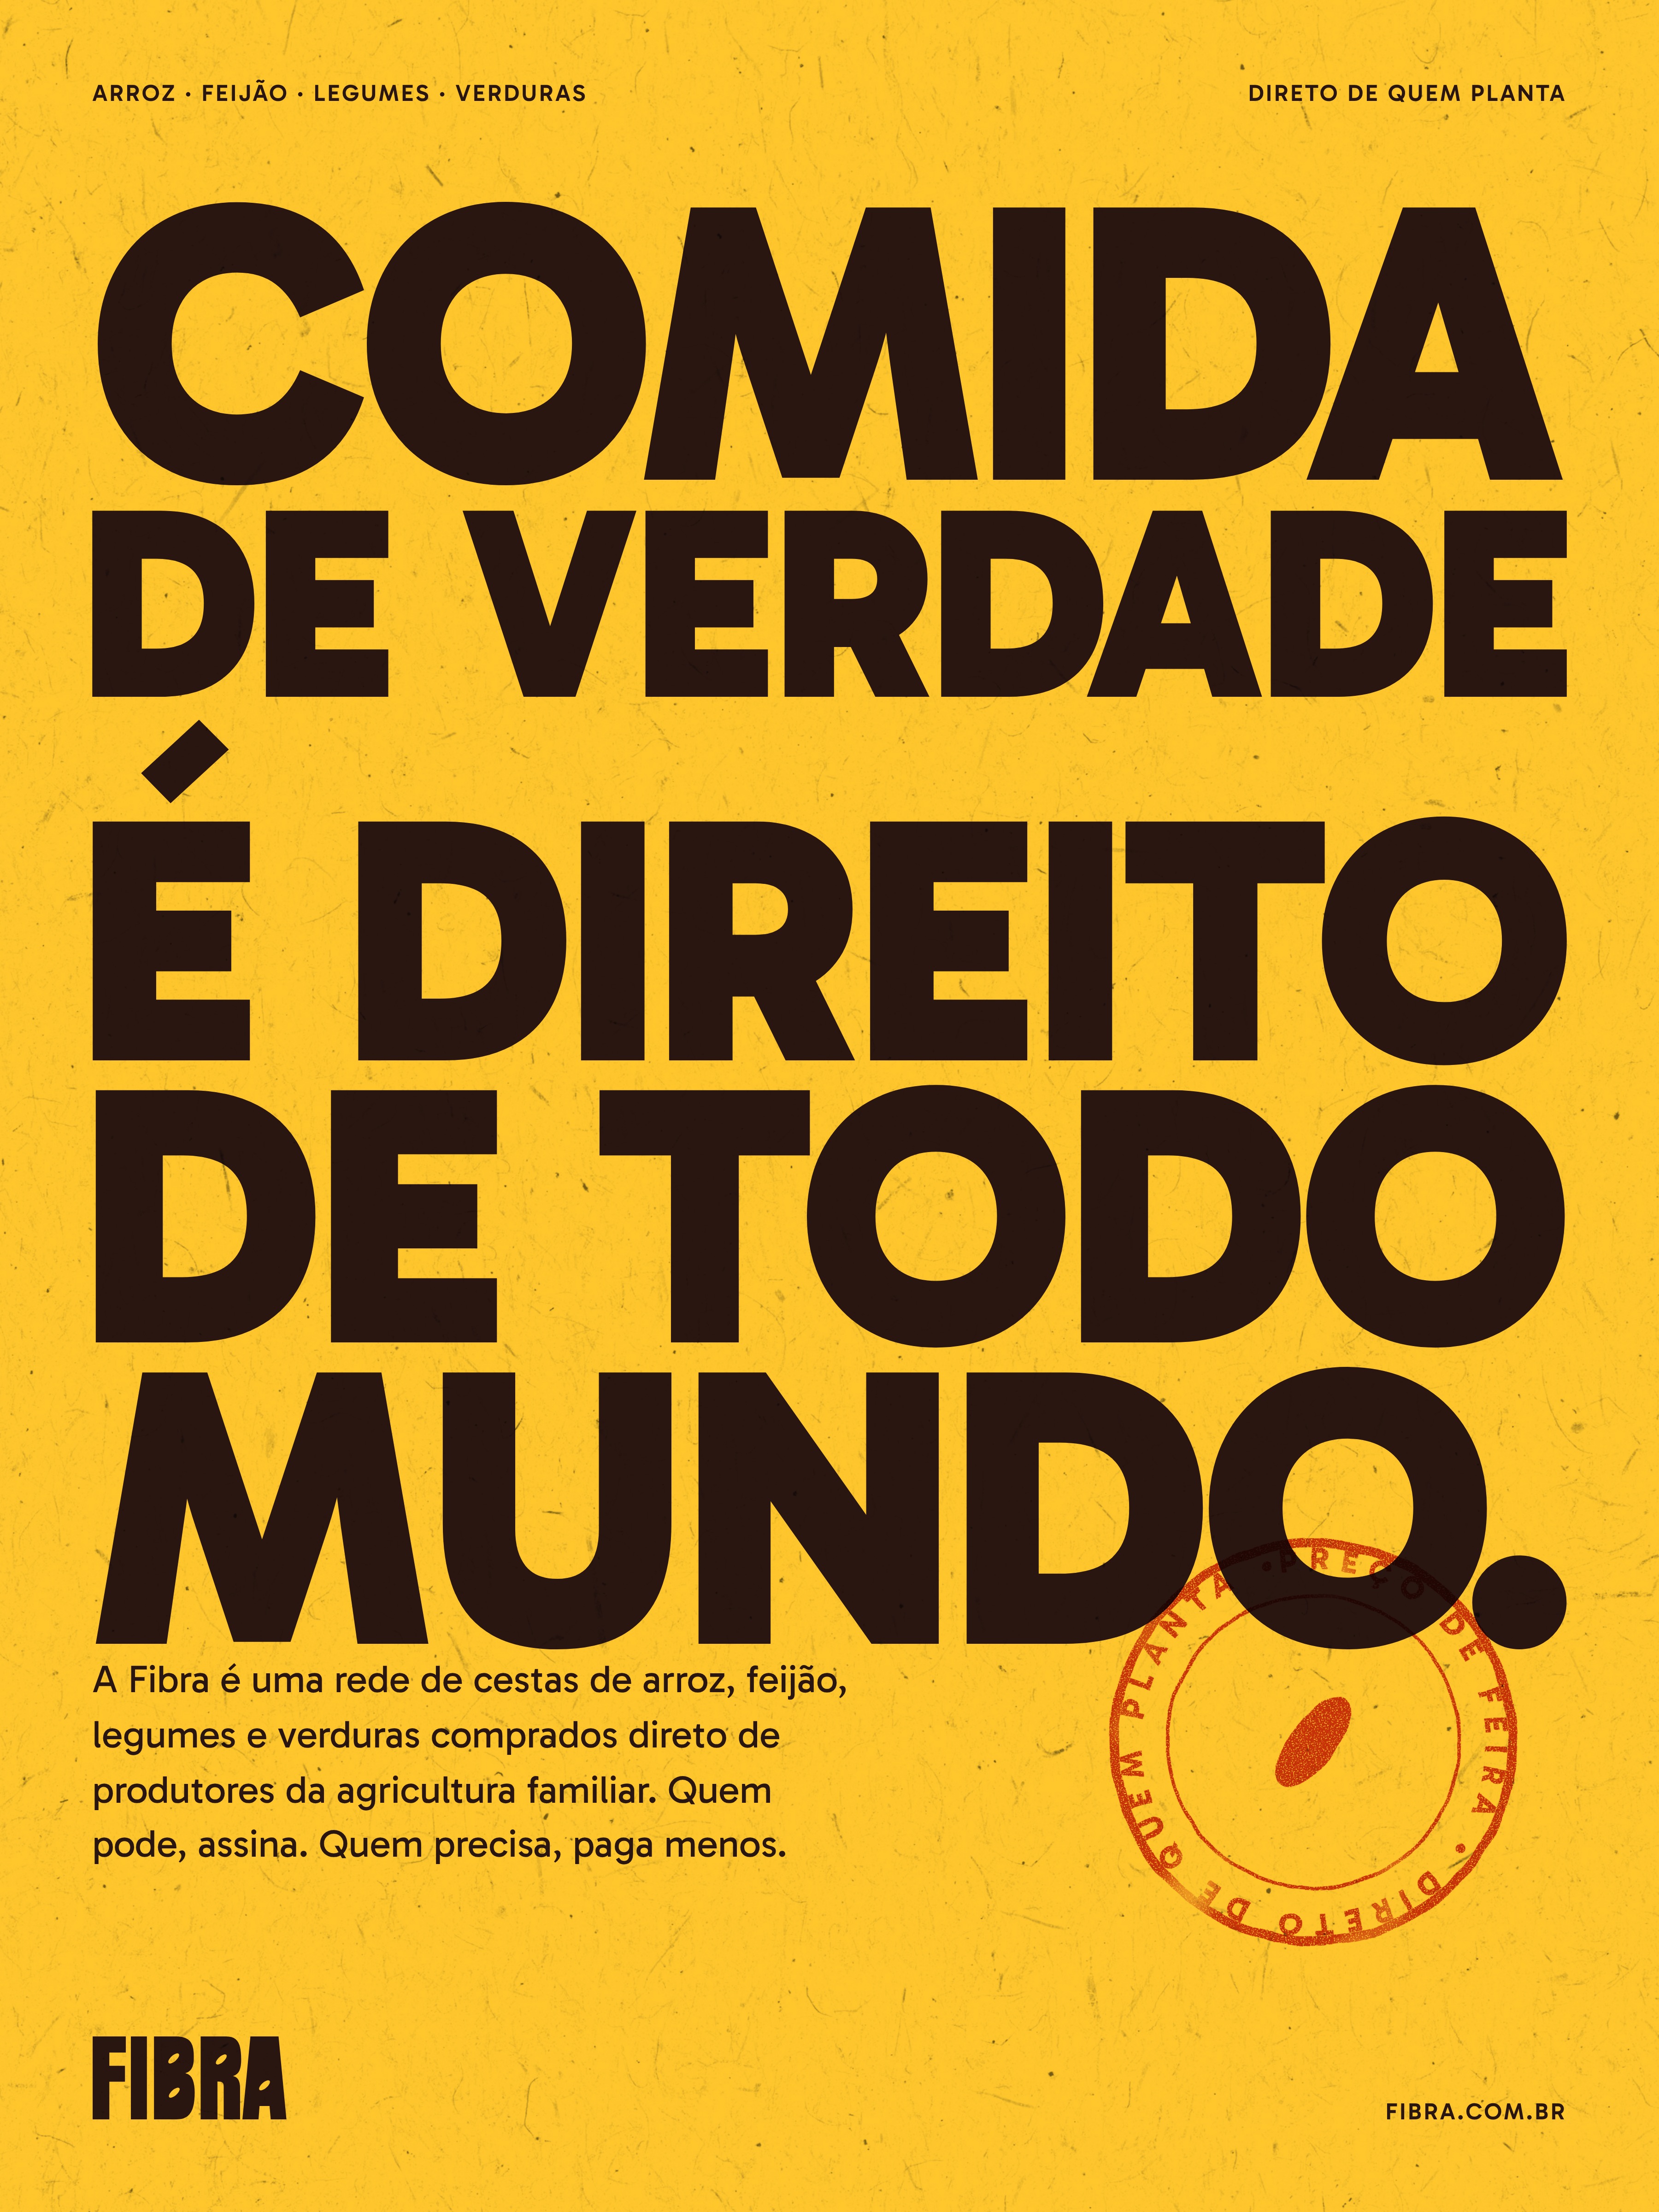 ARROZ · FEIJÃO · LEGUMES · VERDURAS
DIRETO DE QUEM PLANTA
COMIDA
DE VERDADE
É DIREITO
DE TODO
MUNDO.
A Fibra é uma rede de cestas de arroz, feijão,
legumes e verduras comprados direto de
produtores da agricultura familiar. Quem
pode, assina. Quem precisa, paga menos.
PREÇO DE FEIRA • DIRETO DE QUEM PLANTA •
FIBRA
FIBRA.COM.BR